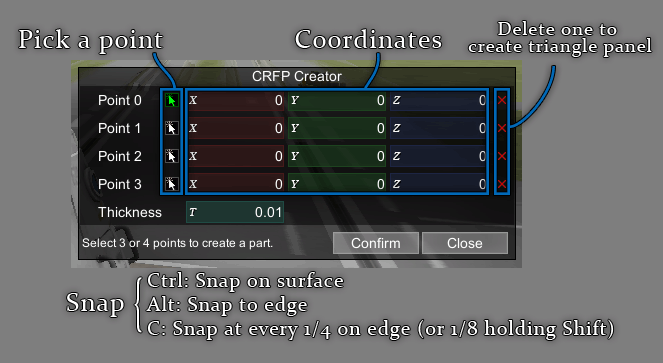 Pick a point
Coordinates
Delete one to
create triangle panel
CRFP Creator
Point 0 X 0 Y 0 Z 0 ×
Point 1 X 0 Y 0 Z 0 ×
Point 2 X 0 Y 0 Z 0 ×
Point 3 X 0 Y 0 Z 0 ×
Thickness T 0.01
Select 3 or 4 points to create a part. Confirm Close
Snap
Ctrl: Snap on surface
Alt: Snap to edge
C: Snap at every 1/4 on edge (or 1/8 holding Shift)